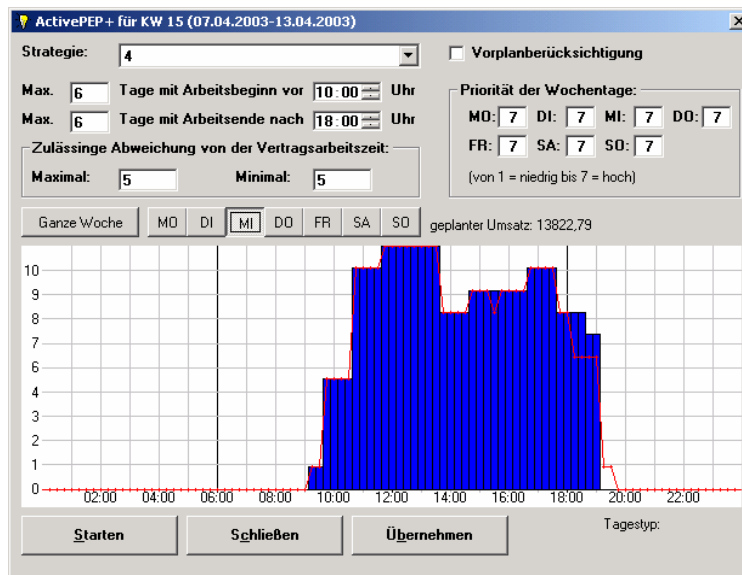 ActivePEP+ für KW 15 (07.04.2003-13.04.2003)
Strategie: 4
Vorplanberücksichtigung
Max. 6 Tage mit Arbeitsbeginn vor 10:00 Uhr
Max. 6 Tage mit Arbeitsende nach 18:00 Uhr
Priorität der Wochentage:
MO: 7 DI: 7 MI: 7 DO: 7
FR: 7 SA: 7 SO: 7
(von 1 = niedrig bis 7 = hoch)
Zulässinge Abweichung von der Vertragsarbeitszeit:
Maximal: 5 Minimal: 5
Ganze Woche MO DI MI DO FR SA SO geplanter Umsatz: 13822,79
10
9
8
7
6
5
4
3
2
1
0
02:00 04:00 06:00 08:00 10:00 12:00 14:00 16:00 18:00 20:00 22:00
Tagestyp:
Starten Schließen Übernehmen